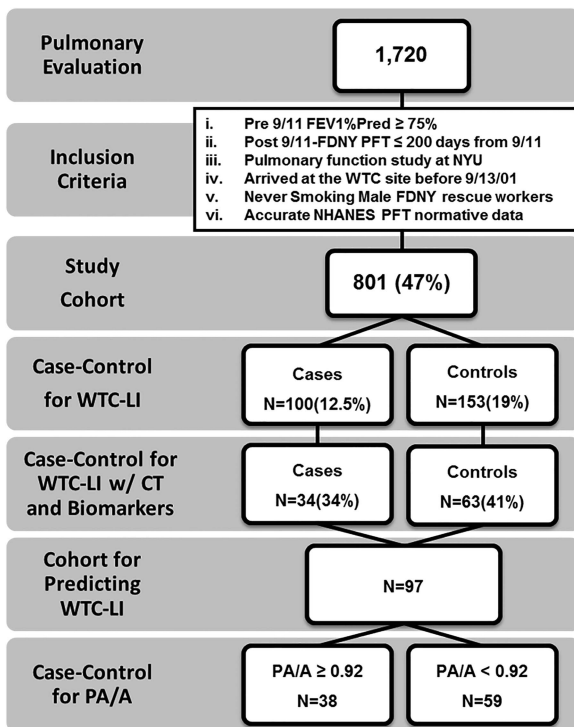 Pulmonary
Evaluation
1,720
Inclusion
Criteria
i. Pre 9/11 FEV1%Pred ≥ 75%
ii. Post 9/11-FDNY PFT ≤ 200 days from 9/11
iii. Pulmonary function study at NYU
iv. Arrived at the WTC site before 9/13/01
v. Never Smoking Male FDNY rescue workers
vi. Accurate NHANES PFT normative data
Study
Cohort
801 (47%)
Case-Control
for WTC-LI
Cases
N=100(12.5%)
Controls
N=153(19%)
Case-Control for
WTC-LI w/ CT
and Biomarkers
Cases
N=34(34%)
Controls
N=63(41%)
Cohort for
Predicting
WTC-LI
N=97
Case-Control
for PA/A
PA/A ≥ 0.92
N=38
PA/A < 0.92
N=59